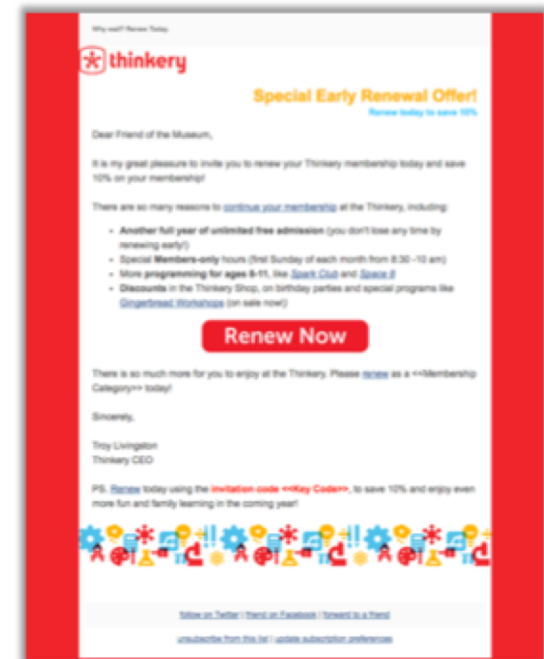 Why wait? Renew Today.
thinkery
Special Early Renewal Offer!
Renew today to save 10%
Dear Friend of the Museum,
It is my great pleasure to invite you to renew your Thinkery membership today and save
10% on your membership!
There are so many reasons to continue your membership at the Thinkery, including:
• Another full year of unlimited free admission (you don't lose any time by
renewing early!)
• Special Members-only hours (first Sunday of each month from 8:30 -10 am)
• More programming for ages 8-11, like Spark Club and Space 8
• Discounts in the Thinkery Shop, on birthday parties and special programs like
Gingerbread Workshops (on sale now!)
Renew Now
There is so much more for you to enjoy at the Thinkery. Please renew as a <<Membership
Category>> today!
Sincerely,
Troy Livingston
Thinkery CEO
PS. Renew today using the invitation code <<Key Code>>, to save 10% and enjoy even
more fun and family learning in the coming year!
follow on Twitter | friend on Facebook | forward to a friend
unsubscribe from this list | update subscription preferences